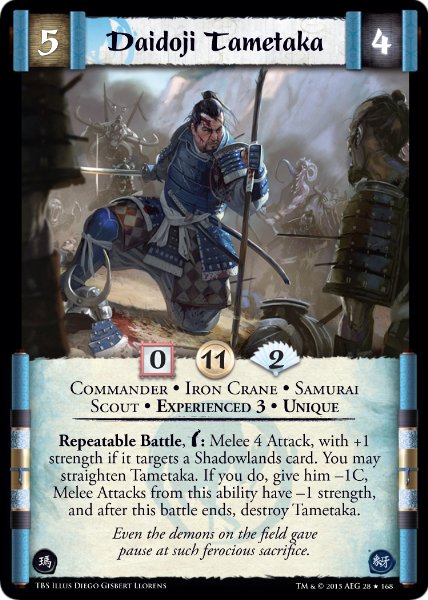 5
Daidoji Tametaka
4
0
11
2
Commander • Iron Crane • Samurai
Scout • Experienced 3 • Unique
Repeatable Battle, : Melee 4 Attack, with +1
strength if it targets a Shadowlands card. You may
straighten Tametaka. If you do, give him –1C,
Melee Attacks from this ability have –1 strength,
and after this battle ends, destroy Tametaka.
Even the demons on the field gave
pause at such ferocious sacrifice.
TBS Illus Diego Gisbert Llorens
TM & © 2015 AEG 28 ★ 168